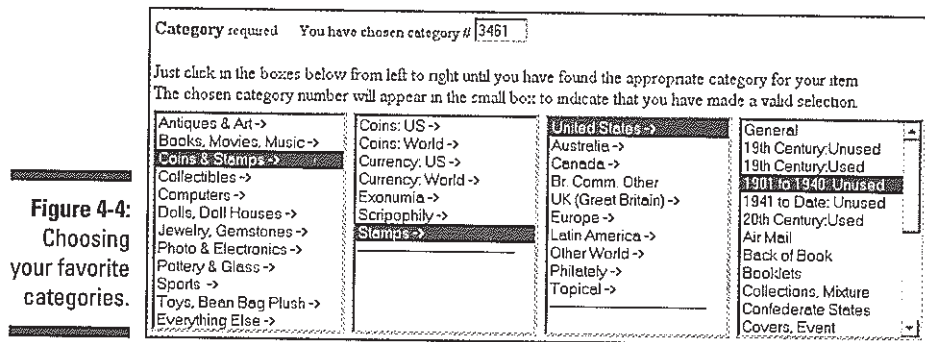 Category required You have chosen category # 3461
Just click in the boxes below from left to right until you have found the appropriate category for your item
The chosen category number will appear in the small box to indicate that you have made a valid selection
Antiques & Art ->
Books, Movies, Music ->
Coins & Stamps ->
Collectibles ->
Computers ->
Dolls, Doll Houses ->
Jewelry, Gemstones ->
Photo & Electronics ->
Pottery & Glass ->
Sports ->
Toys, Bean Bag Plush ->
Everything Else ->
Coins: US ->
Coins: World ->
Currency: US ->
Currency: World ->
Exonumia ->
Scripophily ->
Stamps ->
United States ->
Australia ->
Canada ->
Br. Comm. Other
UK (Great Britain) ->
Europe ->
Latin America ->
Other World ->
Philately ->
Topical ->
General
19th Century:Unused
19th Century:Used
1901 to 1940: Unused
1941 to Date: Unused
20th Century:Used
Air Mail
Back of Book
Booklets
Collections, Mixture
Confederate States
Covers, Event
Figure 4-4:
Choosing
your favorite
categories.